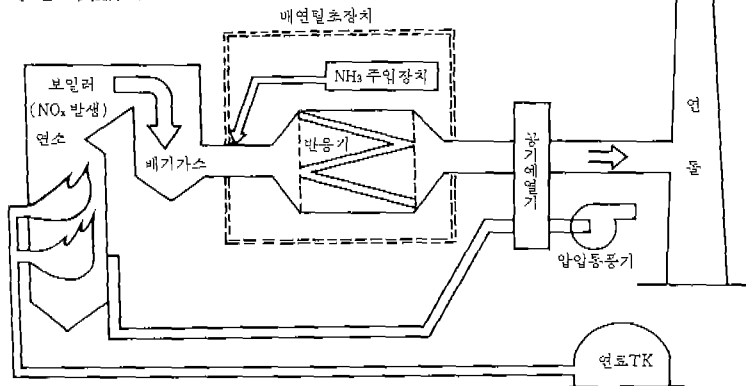 배연탈초장치
NH₃ 주입장치
보일러
(NOₓ 발생)
연소
배기가스
반응기
공기예열기
연돌
압입통풍기
연료TK